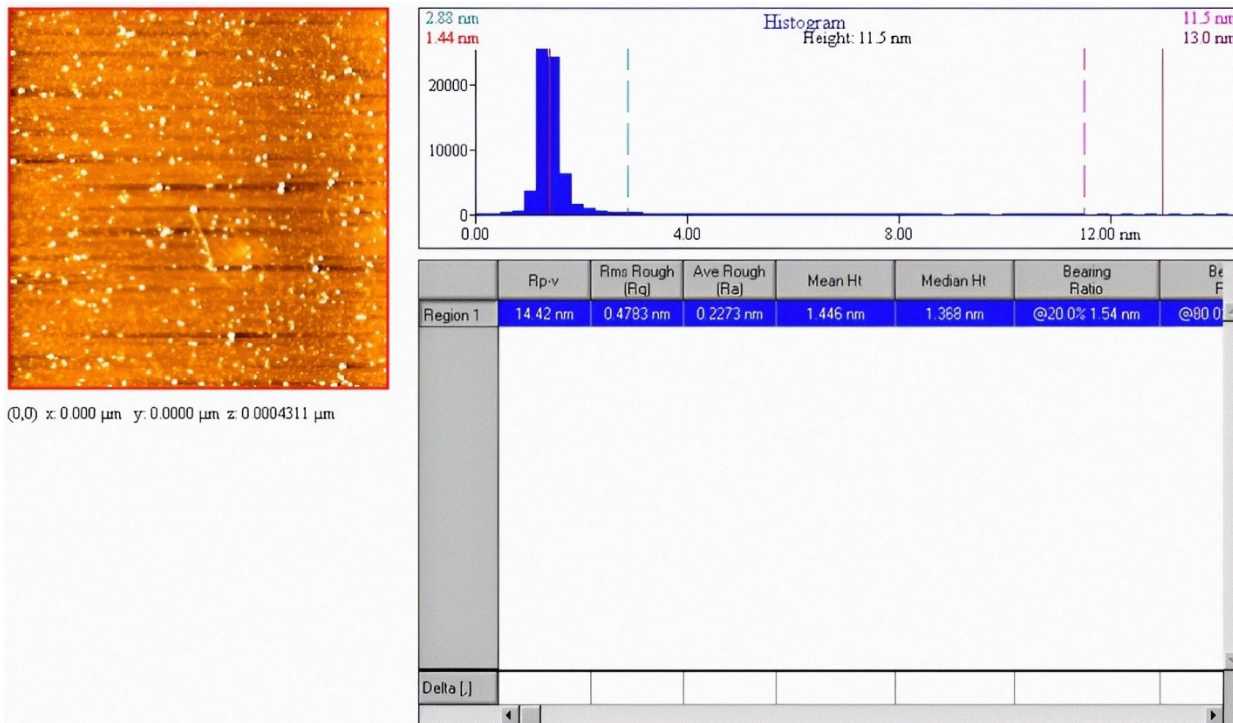 2.88 nm Histogram 11.5 nm
1.44 nm Height: 11.5 nm 13.0 nm
20000
10000
0
0.00 4.00 8.00 12.00 nm
(0,0) x: 0.000 µm y: 0.0000 µm z: 0.0004311 µm
Rp-v Rms Rough (Rq) Ave Rough (Ra) Mean Ht Median Ht Bearing Ratio
Region 1 14.42 nm 0.4783 nm 0.2273 nm 1.446 nm 1.368 nm @20.0% 1.54 nm @80.0
Delta [,]